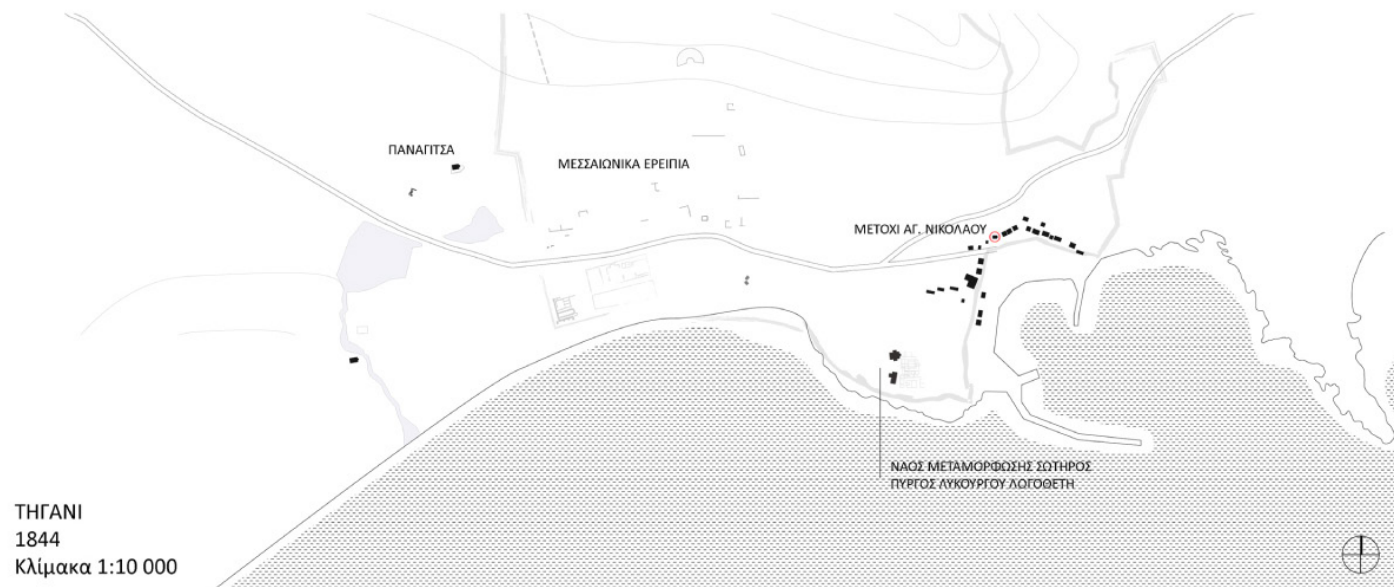 ΠΑΝΑΓΙΤΣΑ
ΜΕΣΣΑΙΩΝΙΚΑ ΕΡΕΙΠΙΑ
ΜΕΤΟΧΙ ΑΓ. ΝΙΚΟΛΑΟΥ
ΝΑΟΣ ΜΕΤΑΜΟΡΦΩΣΗΣ ΣΩΤΗΡΟΣ
ΠΥΡΓΟΣ ΛΥΚΟΥΡΓΟΥ ΛΟΓΟΘΕΤΗ
ΤΗΓΑΝΙ
1844
Κλίμακα 1:10 000